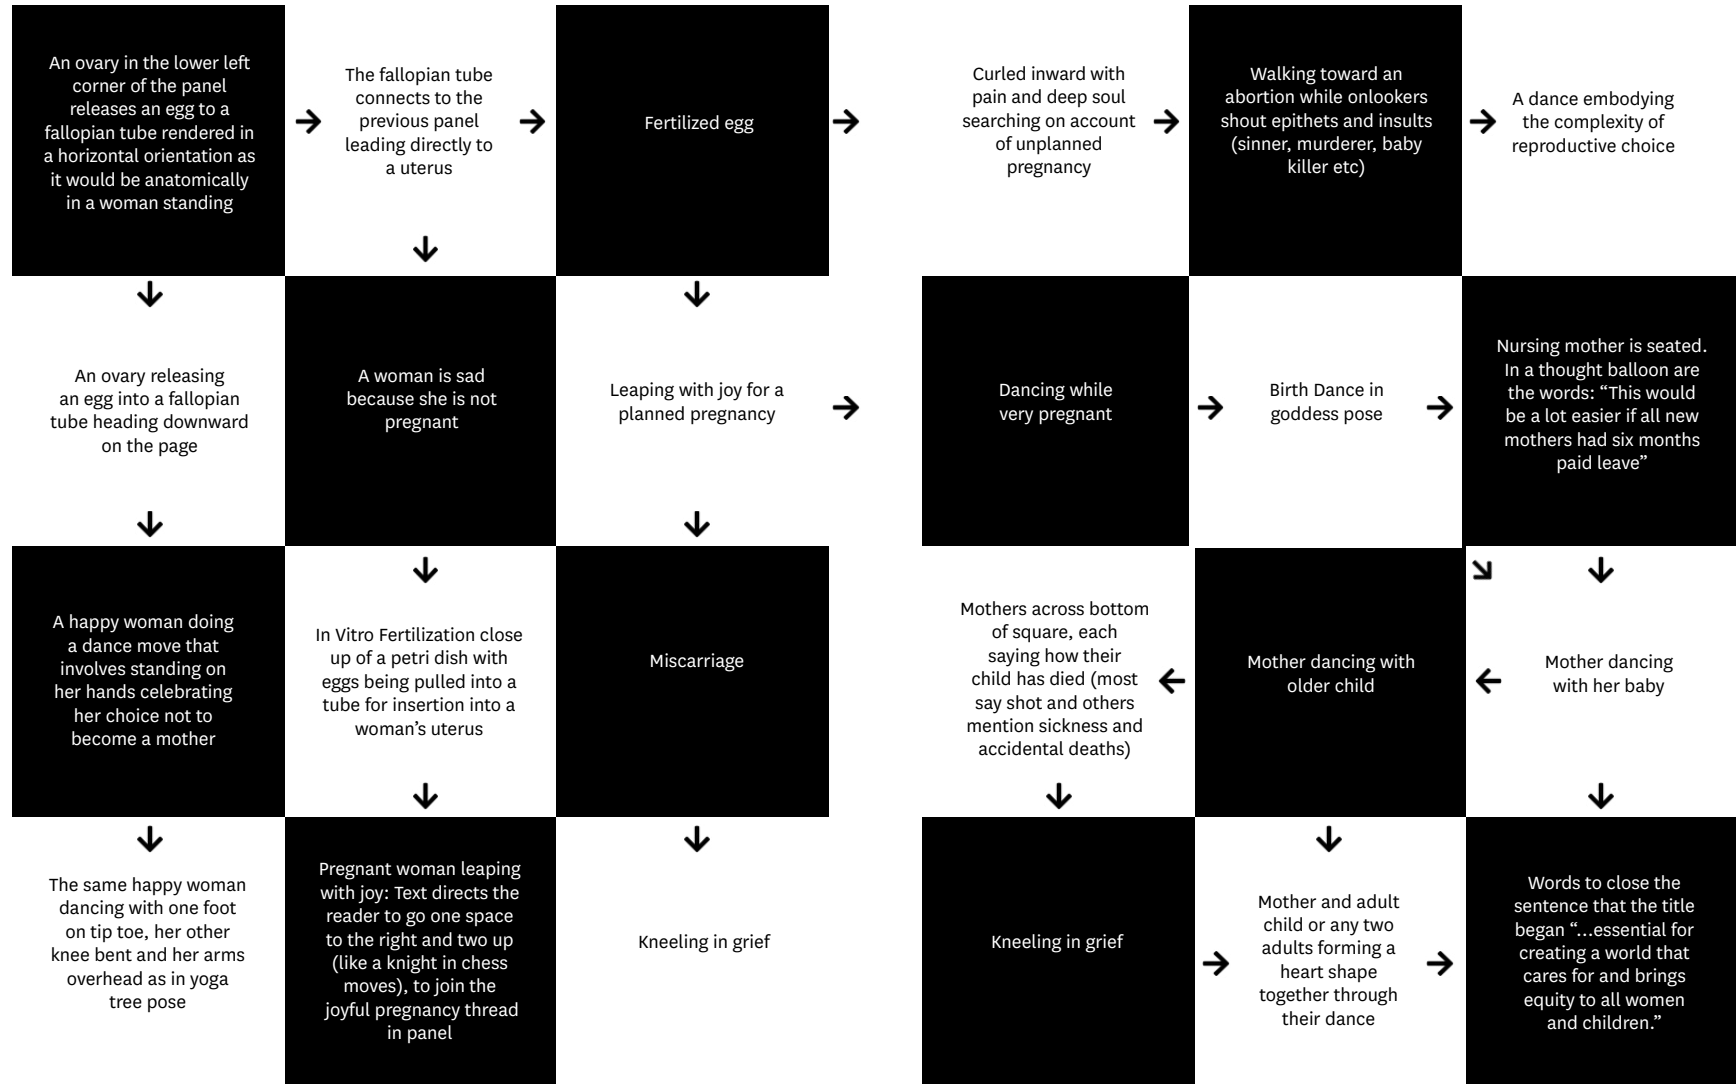 An ovary in the lower left
corner of the panel
releases an egg to a
fallopian tube rendered in
a horizontal orientation as
it would be anatomically
in a woman standing
The fallopian tube
connects to the
previous panel
leading directly to
a uterus
Fertilized egg
Curled inward with
pain and deep soul
searching on account
of unplanned
pregnancy
Walking toward an
abortion while onlookers
shout epithets and insults
(sinner, murderer, baby
killer etc)
A dance embodying
the complexity of
reproductive choice
An ovary releasing
an egg into a fallopian
tube heading downward
on the page
A woman is sad
because she is not
pregnant
Leaping with joy for a
planned pregnancy
Dancing while
very pregnant
Birth Dance in
goddess pose
Nursing mother is seated.
In a thought balloon are
the words: “This would
be a lot easier if all new
mothers had six months
paid leave”
A happy woman doing
a dance move that
involves standing on
her hands celebrating
her choice not to
become a mother
In Vitro Fertilization close
up of a petri dish with
eggs being pulled into a
tube for insertion into a
woman’s uterus
Miscarriage
Mothers across bottom
of square, each
saying how their
child has died (most
say shot and others
mention sickness and
accidental deaths)
Mother dancing with
older child
Mother dancing
with her baby
The same happy woman
dancing with one foot
on tip toe, her other
knee bent and her arms
overhead as in yoga
tree pose
Pregnant woman leaping
with joy: Text directs the
reader to go one space
to the right and two up
(like a knight in chess
moves), to join the
joyful pregnancy thread
in panel
Kneeling in grief
Kneeling in grief
Mother and adult
child or any two
adults forming a
heart shape
together through
their dance
Words to close the
sentence that the title
began “...essential for
creating a world that
cares for and brings
equity to all women
and children.”